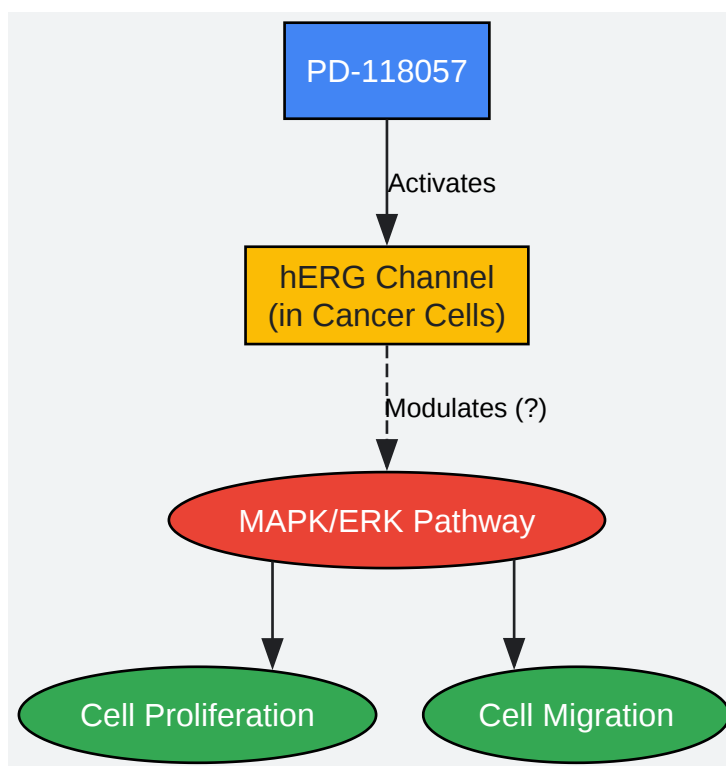 PD-118057
Activates
hERG Channel
(in Cancer Cells)
Modulates (?)
MAPK/ERK Pathway
Cell Proliferation
Cell Migration